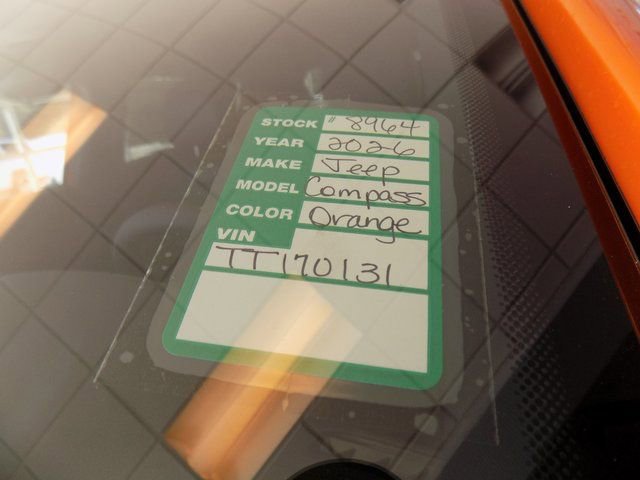 STOCK # 8964
YEAR 2026
MAKE Jeep
MODEL Compass
COLOR Orange
VIN
TT170131